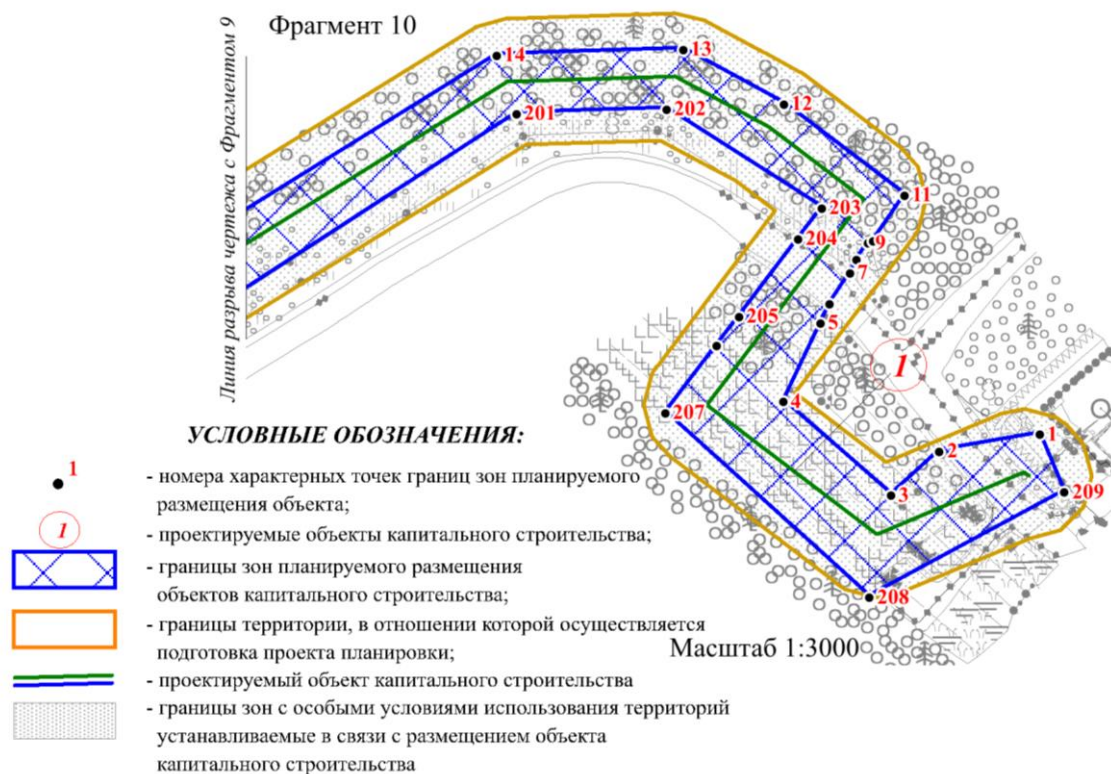 Фрагмент 10
Линия разрыва чертежа с Фрагментом 9
14
13
12
201
202
11
203
204
9
7
205
5
1
4
207
1
2
209
3
208
УСЛОВНЫЕ ОБОЗНАЧЕНИЯ:
1
- номера характерных точек границ зон планируемого
размещения объекта;
1
- проектируемые объекты капитального строительства;
- границы зон планируемого размещения
объектов капитального строительства;
- границы территории, в отношении которой осуществляется
подготовка проекта планировки;
Масштаб 1:3000
- проектируемый объект капитального строительства
- границы зон с особыми условиями использования территорий
устанавливаемые в связи с размещением объекта
капитального строительства